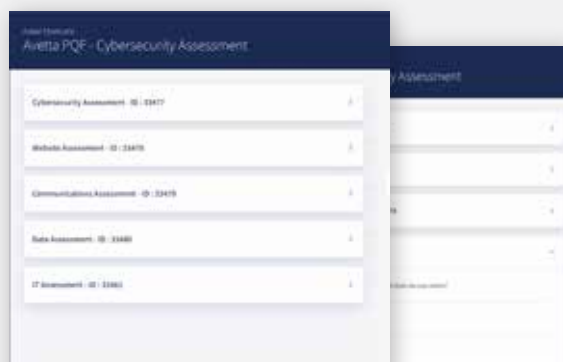 Avetta PQF - Cybersecurity Assessment
Cybersecurity Assessment - ID : 33477
Website Assessment - ID : 33478
Communications Assessment - ID : 33479
Data Assessment - ID : 33480
IT Assessment - ID : 33481
y Assessment